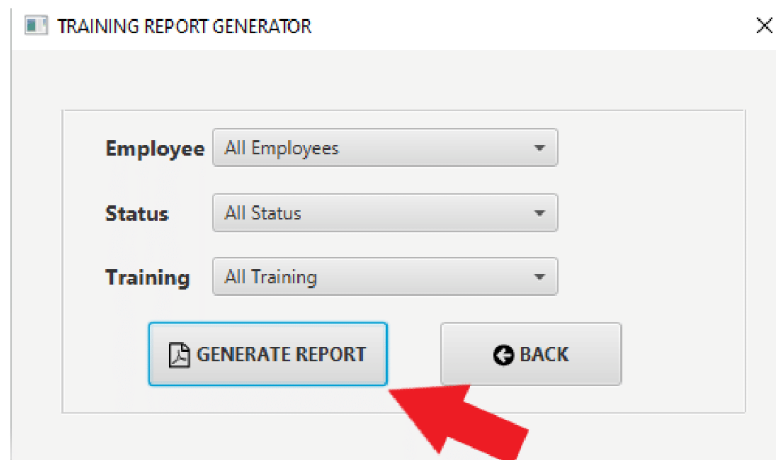 TRAINING REPORT GENERATOR
Employee All Employees
Status All Status
Training All Training
GENERATE REPORT BACK